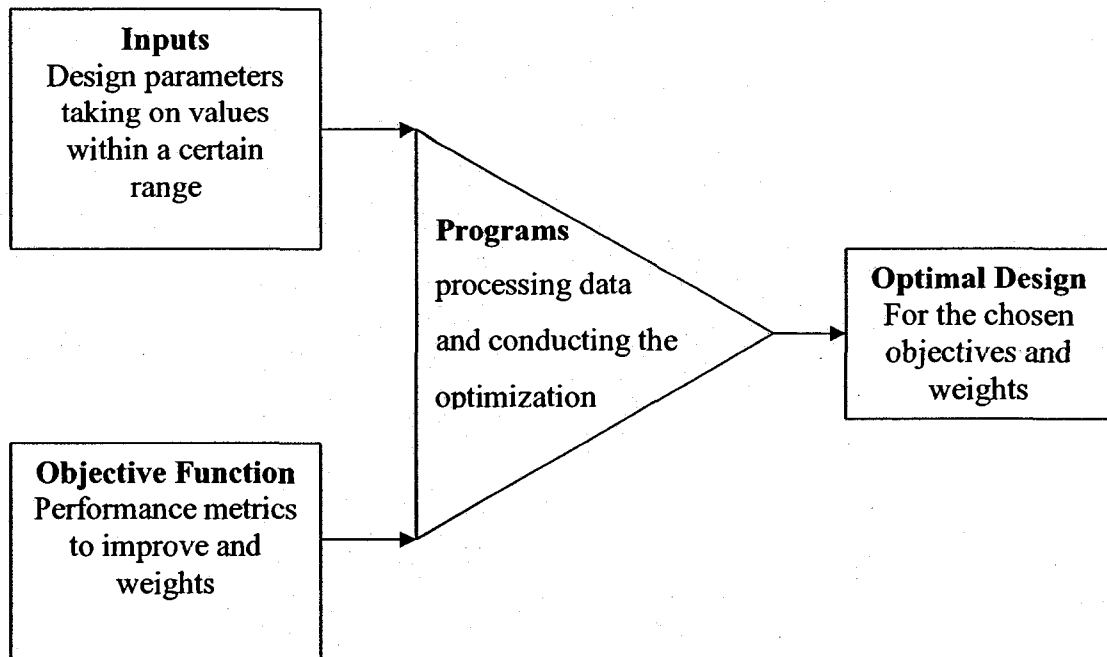 Inputs
Design parameters
taking on values
within a certain
range
Programs
processing data
and conducting the
optimization
Optimal Design
For the chosen
objectives and
weights
Objective Function
Performance metrics
to improve and
weights